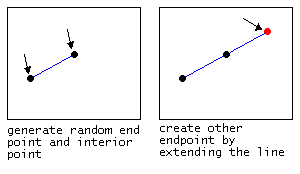 generate random end
point and interior
point
create other
endpoint by
extending the line